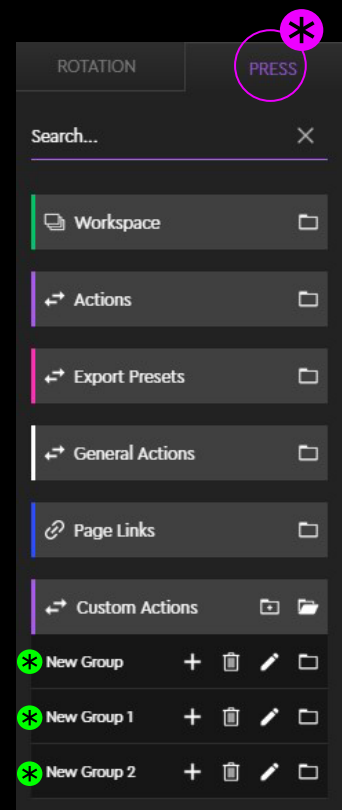 ROTATION PRESS
Search...
Workspace
Actions
Export Presets
General Actions
Page Links
Custom Actions
New Group
New Group 1
New Group 2